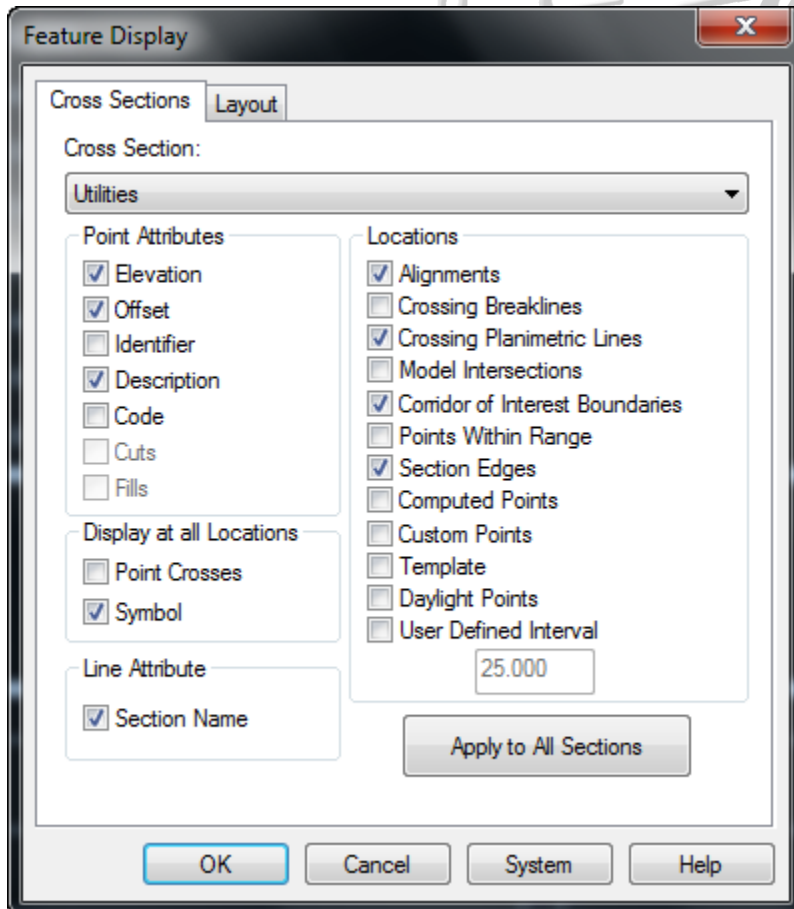 Feature Display
Cross Sections
Layout
Cross Section:
Utilities
Point Attributes
Elevation
Offset
Identifier
Description
Code
Cuts
Fills
Display at all Locations
Point Crosses
Symbol
Line Attribute
Section Name
Locations
Alignments
Crossing Breaklines
Crossing Planimetric Lines
Model Intersections
Corridor of Interest Boundaries
Points Within Range
Section Edges
Computed Points
Custom Points
Template
Daylight Points
User Defined Interval
25.000
Apply to All Sections
OK
Cancel
System
Help